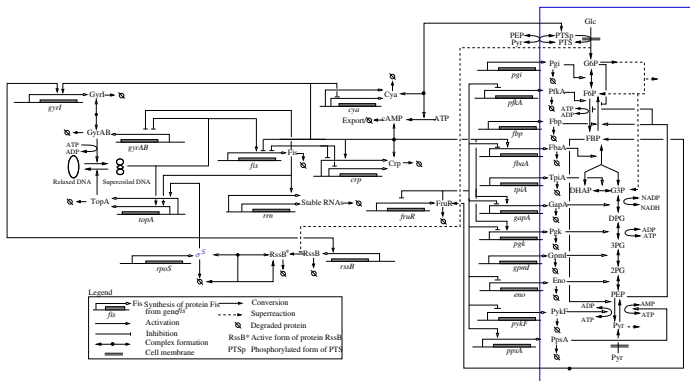 Glc
PEP
PTSp
Pyr
PTS
G6P
Pgi
pgi
GyrI
gyrI
Cya
cya
PfkA
pfkA
F6P
ATP
ADP
Export/
cAMP
ATP
Fbp
fbp
GyrAB
gyrAB
ATP
ADP
Fis
fis
Crp
crp
FBP
FbaA
fbaA
Relaxed DNA
Supercoiled DNA
TpiA
tpiA
DHAP
G3P
TopA
topA
Stable RNAs
rrn
FruR
fruR
GapA
gapA
NADP
NADH
DPG
Pgk
pgk
ADP
ATP
3PG
σS
rpoS
RssB*
RssB
rssB
GpmI
gpmI
2PG
Eno
eno
PEP
Legend
Fis Synthesis of protein Fis
from gene fis
fis
Conversion
Activation
Superreaction
Inhibition
Degraded protein
Complex formation
RssB* Active form of protein RssB
Cell membrane
PTSp Phosphorylated form of PTS
PykF
pykF
ADP
ATP
AMP
ATP
Pyr
PpsA
ppsA
Pyr